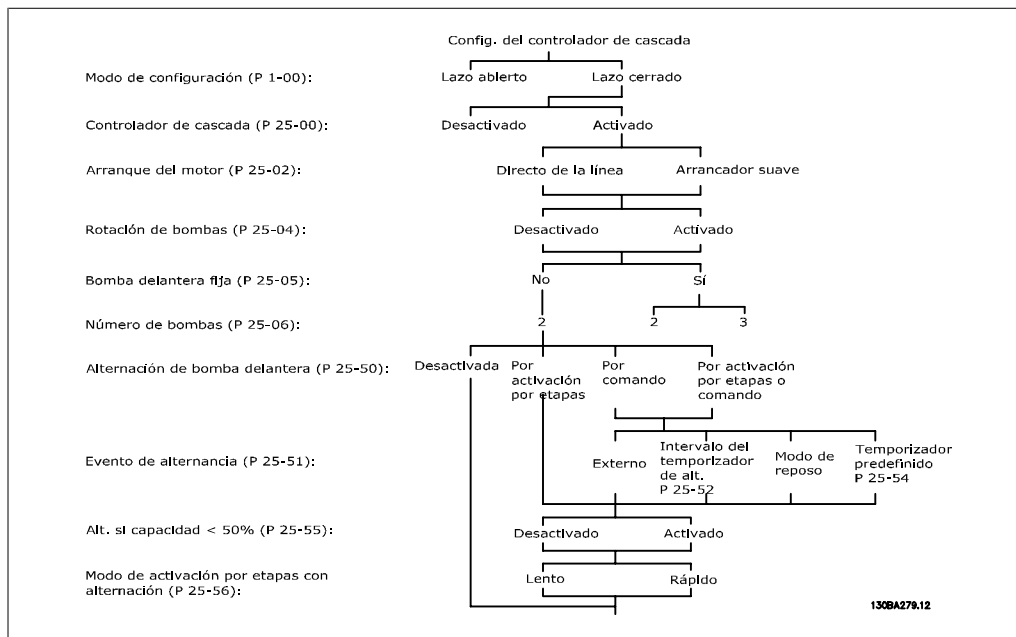 Config. del controlador de cascada
Modo de configuración (P 1-00): Lazo abierto Lazo cerrado
Controlador de cascada (P 25-00): Desactivado Activado
Arranque del motor (P 25-02): Directo de la línea Arrancador suave
Rotación de bombas (P 25-04): Desactivado Activado
Bomba delantera fija (P 25-05): No Sí
Número de bombas (P 25-06): 2 2 3
Alternación de bomba delantera (P 25-50): Desactivada Por activación por etapas Por comando Por activación por etapas o comando
Evento de alternancia (P 25-51): Externo Intervalo del temporizador de alt. P 25-52 Modo de reposo Temporizador predefinido P 25-54
Alt. si capacidad < 50% (P 25-55): Desactivado Activado
Modo de activación por etapas con
alternación (P 25-56): Lento Rápido
130BA279.12